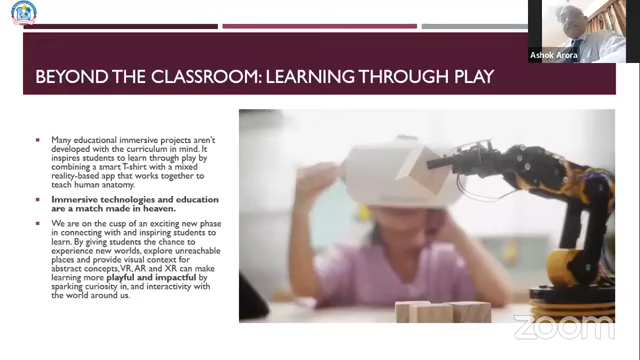 Ashok Arora
BEYOND THE CLASSROOM: LEARNING THROUGH PLAY
Many educational immersive projects aren't
developed with the curriculum in mind. It
inspires students to learn through play by
combining a smart T-shirt with a mixed
reality-based app that works together to
teach human anatomy.
Immersive technologies and education
are a match made in heaven.
We are on the cusp of an exciting new phase
in connecting with and inspiring students to
learn. By giving students the chance to
experience new worlds, explore unreachable
places and provide visual context for
abstract concepts, VR, AR and XR can make
learning more playful and impactful by
sparking curiosity in, and interactivity with
the world around us.
zoom